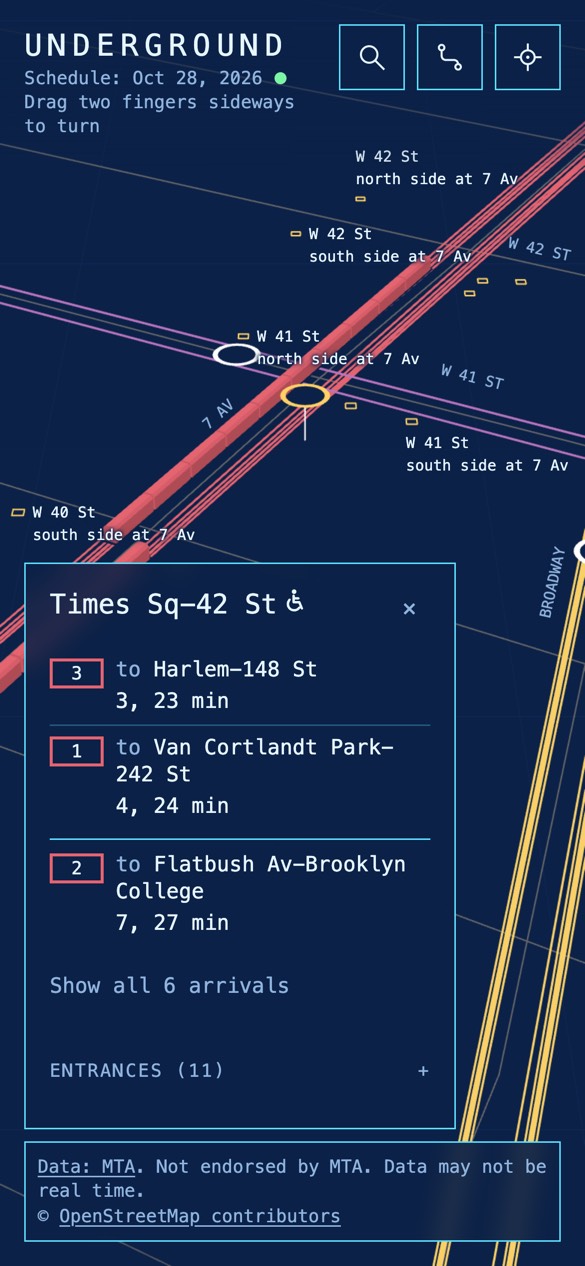 UNDERGROUND
Schedule: Oct 28, 2026
Drag two fingers sideways
to turn
W 42 St
north side at 7 Av
W 42 St
south side at 7 Av
W 42 ST
W 41 St
north side at 7 Av
W 41 ST
7 AV
W 41 St
south side at 7 Av
W 40 St
south side at 7 Av
BROADWAY
Times Sq–42 St
×
3 to Harlem–148 St
3, 23 min
1 to Van Cortlandt Park–
242 St
4, 24 min
2 to Flatbush Av–Brooklyn
College
7, 27 min
Show all 6 arrivals
ENTRANCES (11) +
Data: MTA. Not endorsed by MTA. Data may not be
real time.
© OpenStreetMap contributors